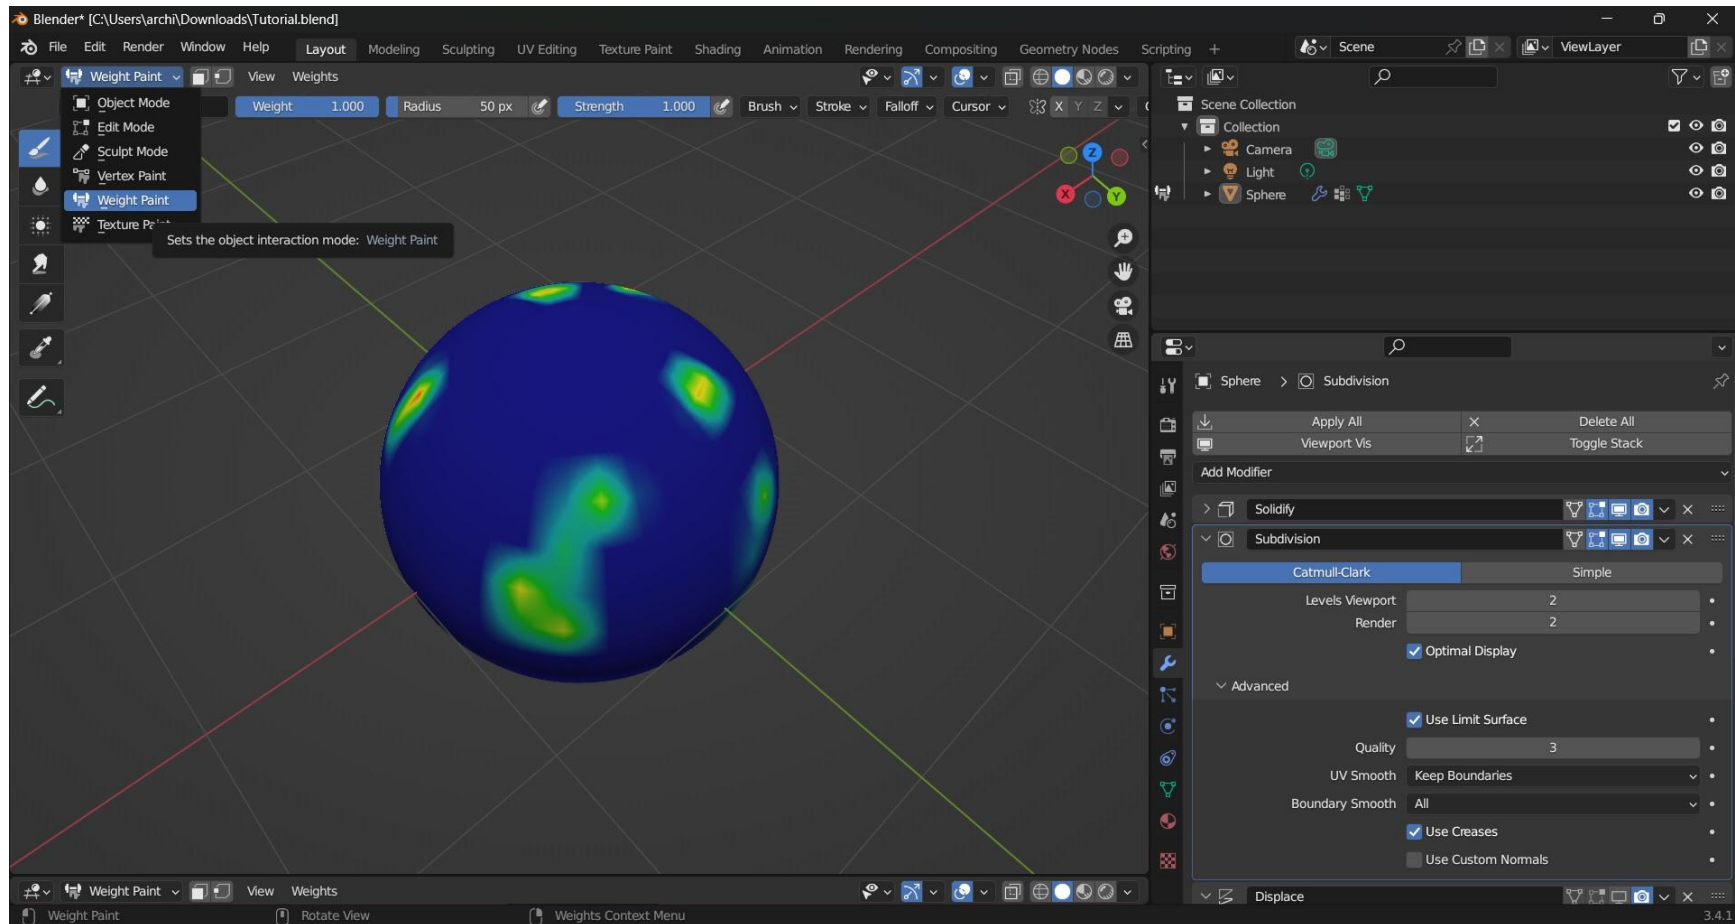 Blender* [C:\Users\archi\Downloads\Tutorial.blend]
File Edit Render Window Help Layout Modeling Sculpting UV Editing Texture Paint Shading Animation Rendering Compositing Geometry Nodes Scripting + Scene ViewLayer
Weight Paint View Weights
Weight 1.000 Radius 50 px Strength 1.000 Brush Stroke Falloff Cursor X Y Z
Object Mode
Edit Mode
Sculpt Mode
Vertex Paint
Weight Paint
Texture
Sets the object interaction mode: Weight Paint
Z
X
Y
Scene Collection
Collection
Camera
Light
Sphere
Sphere > Subdivision
Apply All Delete All
Viewport Vis Toggle Stack
Add Modifier
Solidify
Subdivision
Catmull-Clark Simple
Levels Viewport 2
Render 2
Optimal Display
Advanced
Use Limit Surface
Quality 3
UV Smooth Keep Boundaries
Boundary Smooth All
Use Creases
Use Custom Normals
Displace
Weight Paint View Weights
Weight Paint Rotate View Weights Context Menu 3.4.1